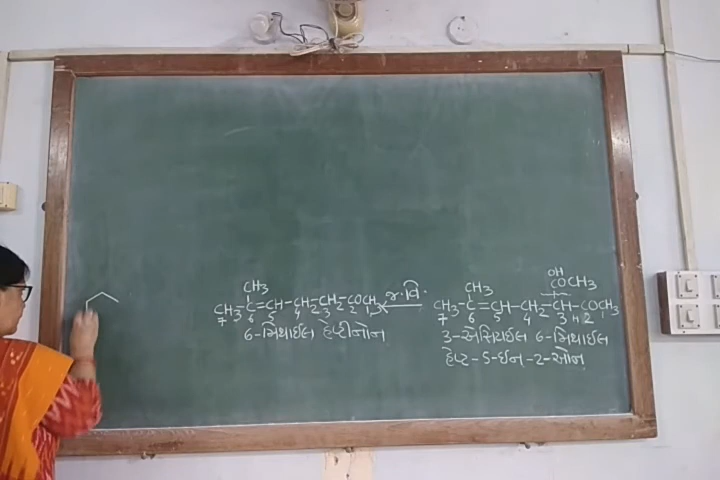 CH3
CH3-C=CH-CH2-CH2-COCH3
7 6 5 4 3 2 1
6-મિથાઈલ હેપ્ટીનોન
જ.વિ.
OH
CH3 COCH3
CH3-C=CH-CH2-CH-COCH3
7 6 5 4 3 H 2 1
3-એસિટાઈલ 6-મિથાઈલ
હેપ્ટ-5-ઈન-2-ઓન